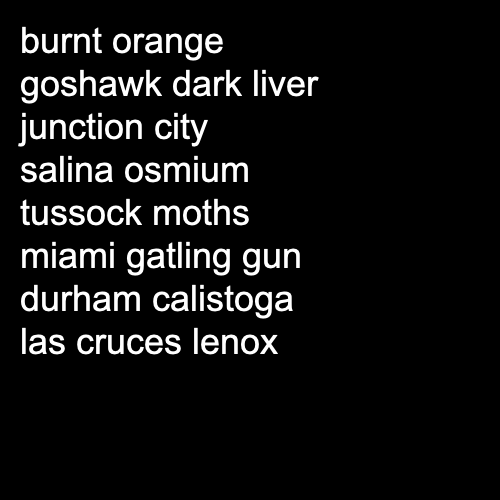 burnt orange
goshawk dark liver
junction city
salina osmium
tussock moths
miami gatling gun
durham calistoga
las cruces lenox